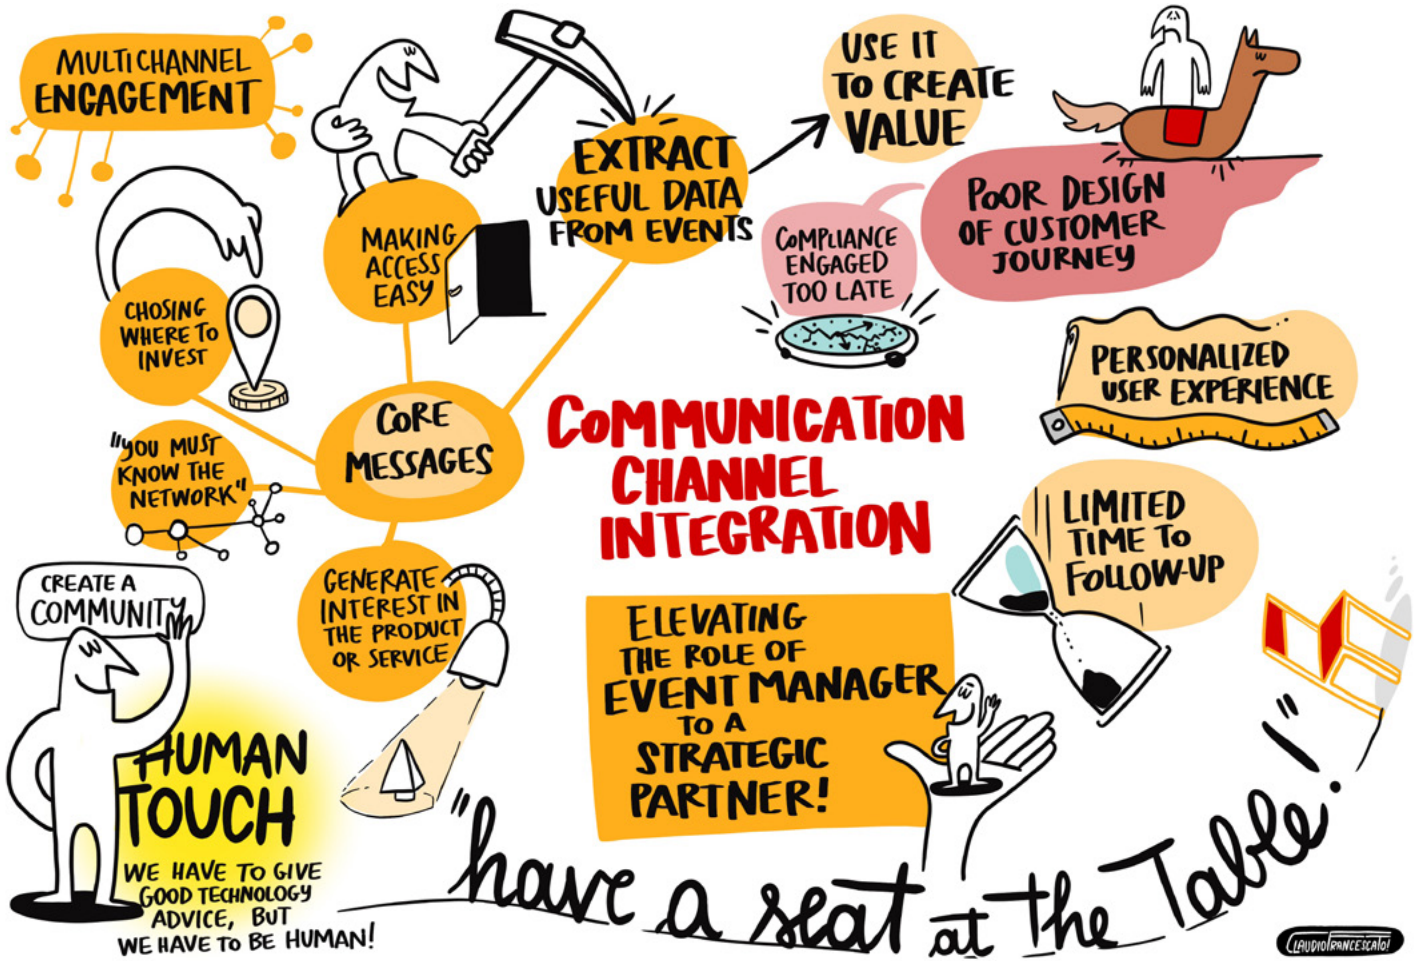 MULTICHANNEL
ENGAGEMENT
EXTRACT
USEFUL DATA
FROM EVENTS
USE IT
TO CREATE
VALUE
POOR DESIGN
OF CUSTOMER
JOURNEY
COMPLIANCE
ENGAGED
TOO LATE
MAKING
ACCESS
EASY
CHOSING
WHERE TO
INVEST
"YOU MUST
KNOW THE
NETWORK"
CORE
MESSAGES
COMMUNICATION
CHANNEL
INTEGRATION
PERSONALIZED
USER EXPERIENCE
LIMITED
TIME TO
FOLLOW-UP
GENERATE
INTEREST IN
THE PRODUCT
OR SERVICE
CREATE A
COMMUNITY
HUMAN
TOUCH
WE HAVE TO GIVE
GOOD TECHNOLOGY
ADVICE, BUT
WE HAVE TO BE HUMAN!
ELEVATING
THE ROLE OF
EVENT MANAGER
TO A
STRATEGIC
PARTNER!
"have a seat at The Table!"
CLAUDIOFRANCESCATO!